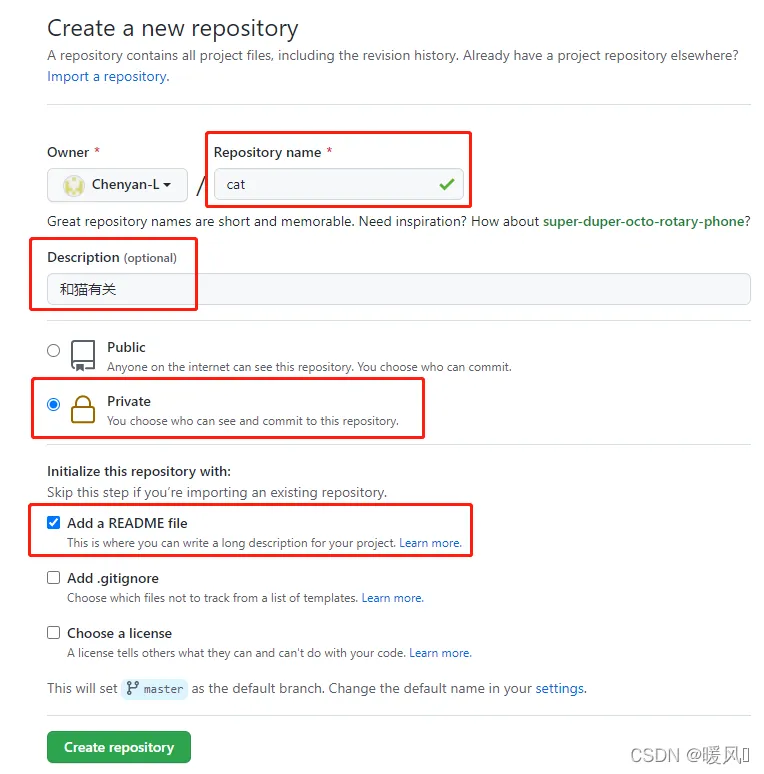 Create a new repository
A repository contains all project files, including the revision history. Already have a project repository elsewhere?
Import a repository.
Owner *
Repository name *
Chenyan-L
/
cat
Great repository names are short and memorable. Need inspiration? How about super-duper-octo-rotary-phone?
Description (optional)
和猫有关
Public
Anyone on the internet can see this repository. You choose who can commit.
Private
You choose who can see and commit to this repository.
Initialize this repository with:
Skip this step if you're importing an existing repository.
Add a README file
This is where you can write a long description for your project. Learn more.
Add .gitignore
Choose which files not to track from a list of templates. Learn more.
Choose a license
A license tells others what they can and can't do with your code. Learn more.
This will set master as the default branch. Change the default name in your settings.
Create repository
CSDN @暖风